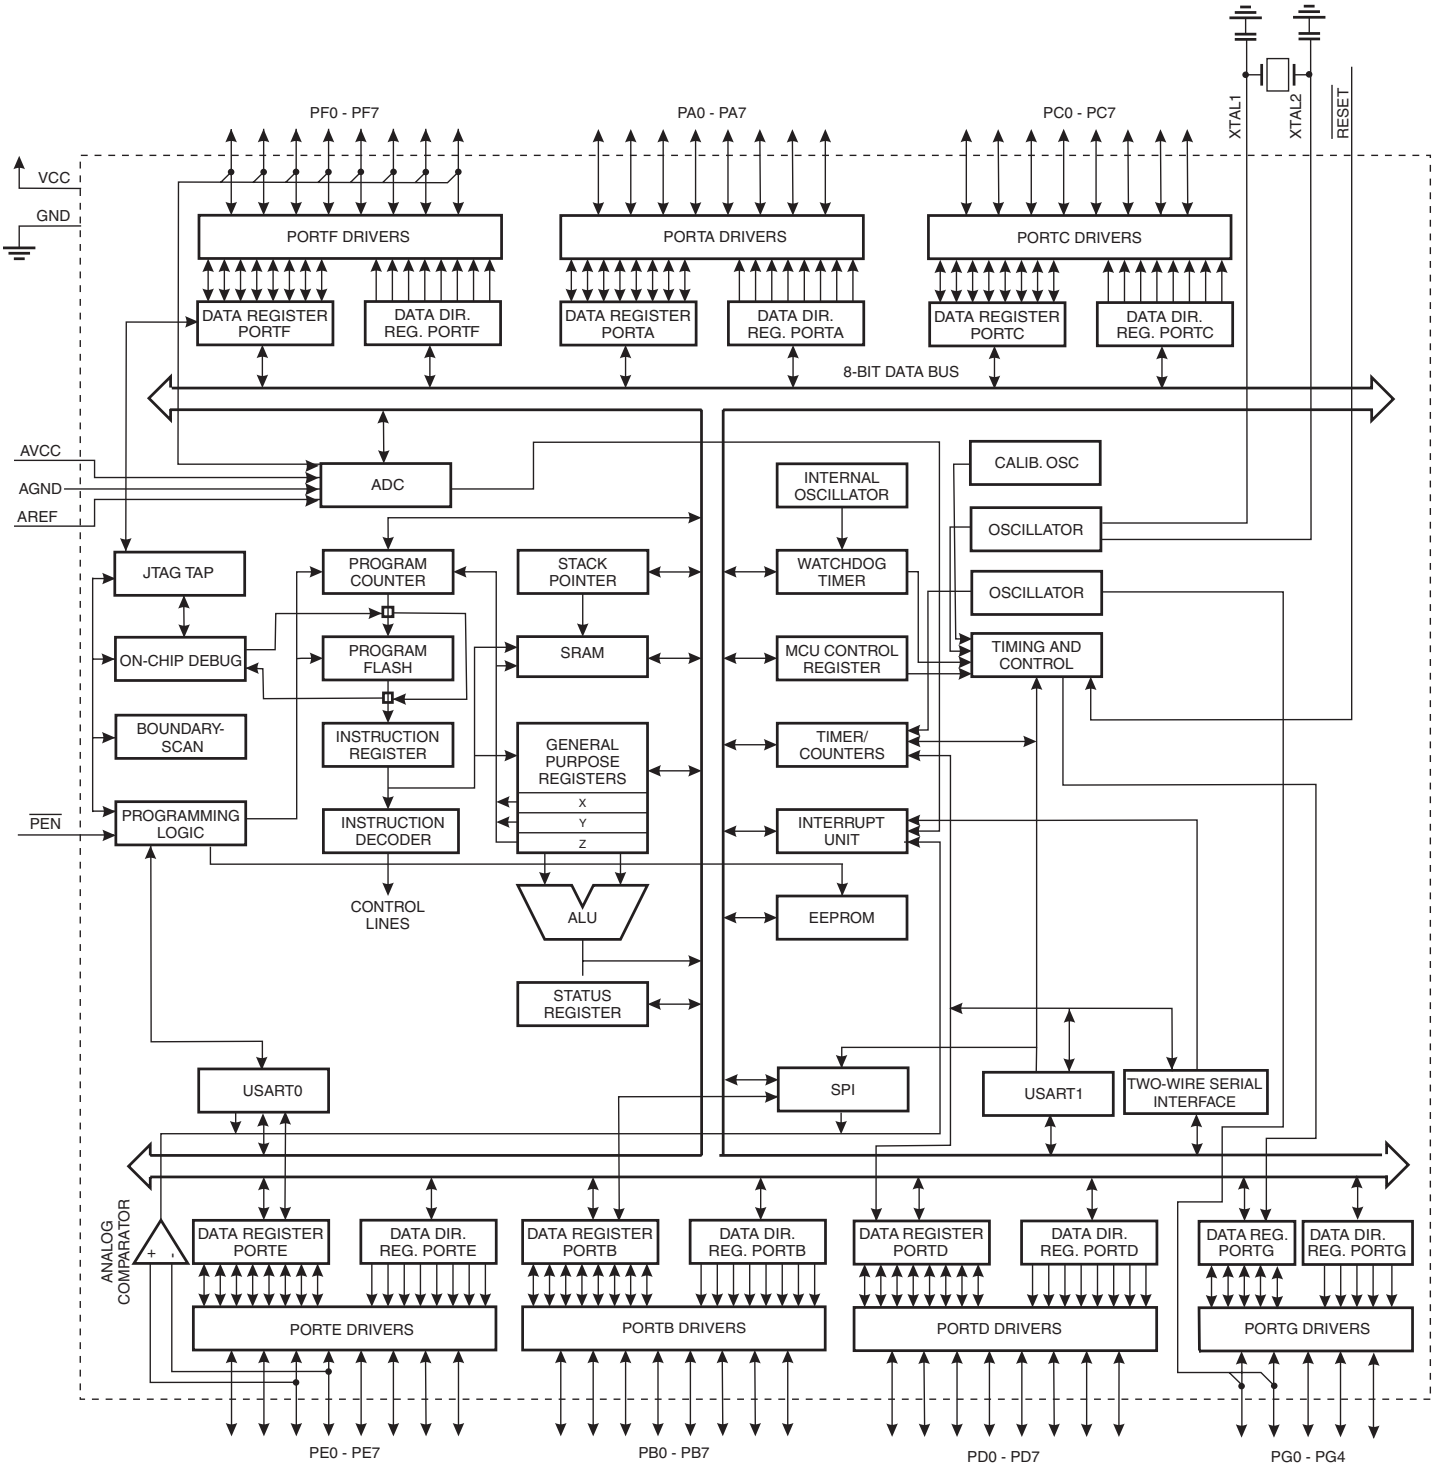 XTAL1
XTAL2
RESET
PF0 - PF7
PA0 - PA7
PC0 - PC7
VCC
GND
PORTF DRIVERS
PORTA DRIVERS
PORTC DRIVERS
DATA REGISTER
PORTF
DATA DIR.
REG. PORTF
DATA REGISTER
PORTA
DATA DIR.
REG. PORTA
DATA REGISTER
PORTC
DATA DIR.
REG. PORTC
8-BIT DATA BUS
AVCC
AGND
AREF
ADC
INTERNAL
OSCILLATOR
CALIB. OSC
OSCILLATOR
JTAG TAP
PROGRAM
COUNTER
STACK
POINTER
WATCHDOG
TIMER
OSCILLATOR
ON-CHIP DEBUG
PROGRAM
FLASH
SRAM
MCU CONTROL
REGISTER
TIMING AND
CONTROL
BOUNDARY-
SCAN
INSTRUCTION
REGISTER
GENERAL
PURPOSE
REGISTERS
X
Y
Z
TIMER/
COUNTERS
PEN
PROGRAMMING
LOGIC
INSTRUCTION
DECODER
INTERRUPT
UNIT
CONTROL
LINES
ALU
EEPROM
STATUS
REGISTER
USART0
SPI
USART1
TWO-WIRE SERIAL
INTERFACE
ANALOG
COMPARATOR
+
-
DATA REGISTER
PORTE
DATA DIR.
REG. PORTE
DATA REGISTER
PORTB
DATA DIR.
REG. PORTB
DATA REGISTER
PORTD
DATA DIR.
REG. PORTD
DATA REG.
PORTG
DATA DIR.
REG. PORTG
PORTE DRIVERS
PORTB DRIVERS
PORTD DRIVERS
PORTG DRIVERS
PE0 - PE7
PB0 - PB7
PD0 - PD7
PG0 - PG4